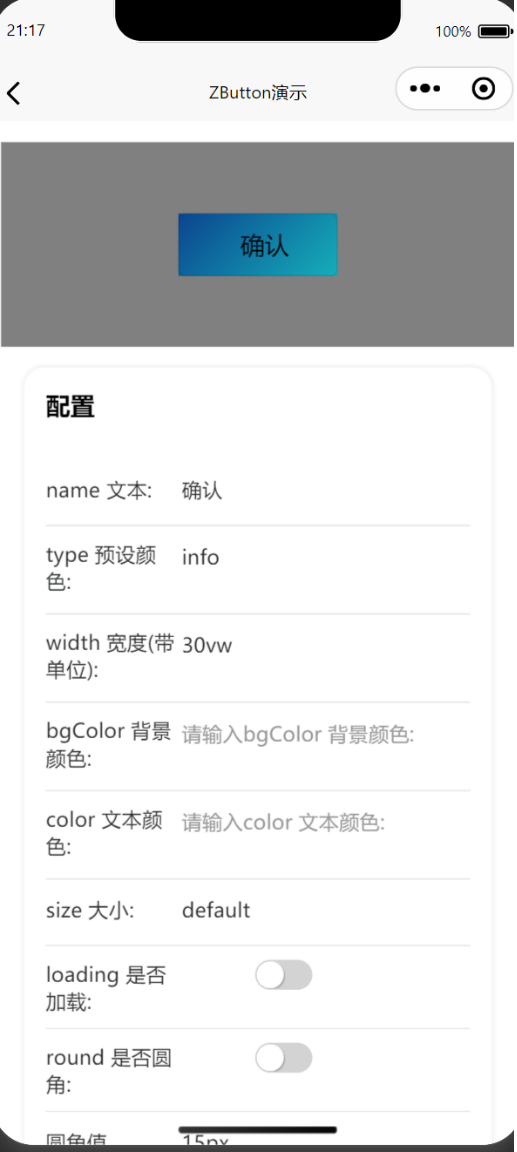 21:17
100%
ZButton演示
确认
配置
name 文本:
确认
type 预设颜
色:
info
width 宽度(带
单位):
30vw
bgColor 背景
颜色:
请输入bgColor 背景颜色:
color 文本颜
色:
请输入color 文本颜色:
size 大小:
default
loading 是否
加载:
round 是否圆
角:
圆角值
15px